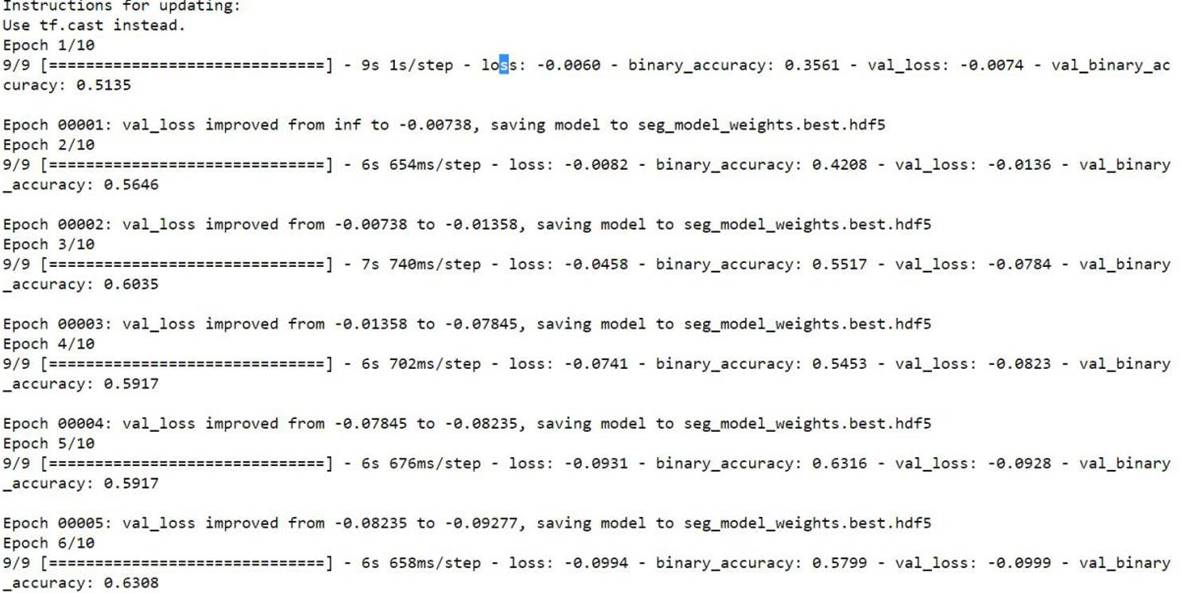 Instructions for updating:
Use tf.cast instead.
Epoch 1/10
9/9 [==============================] - 9s 1s/step - loss: -0.0060 - binary_accuracy: 0.3561 - val_loss: -0.0074 - val_binary_ac
curacy: 0.5135
Epoch 00001: val_loss improved from inf to -0.00738, saving model to seg_model_weights.best.hdf5
Epoch 2/10
9/9 [==============================] - 6s 654ms/step - loss: -0.0082 - binary_accuracy: 0.4208 - val_loss: -0.0136 - val_binary
_accuracy: 0.5646
Epoch 00002: val_loss improved from -0.00738 to -0.01358, saving model to seg_model_weights.best.hdf5
Epoch 3/10
9/9 [==============================] - 7s 740ms/step - loss: -0.0458 - binary_accuracy: 0.5517 - val_loss: -0.0784 - val_binary
_accuracy: 0.6035
Epoch 00003: val_loss improved from -0.01358 to -0.07845, saving model to seg_model_weights.best.hdf5
Epoch 4/10
9/9 [==============================] - 6s 702ms/step - loss: -0.0741 - binary_accuracy: 0.5453 - val_loss: -0.0823 - val_binary
_accuracy: 0.5917
Epoch 00004: val_loss improved from -0.07845 to -0.08235, saving model to seg_model_weights.best.hdf5
Epoch 5/10
9/9 [==============================] - 6s 676ms/step - loss: -0.0931 - binary_accuracy: 0.6316 - val_loss: -0.0928 - val_binary
_accuracy: 0.5917
Epoch 00005: val_loss improved from -0.08235 to -0.09277, saving model to seg_model_weights.best.hdf5
Epoch 6/10
9/9 [==============================] - 6s 658ms/step - loss: -0.0994 - binary_accuracy: 0.5799 - val_loss: -0.0999 - val_binary
_accuracy: 0.6308